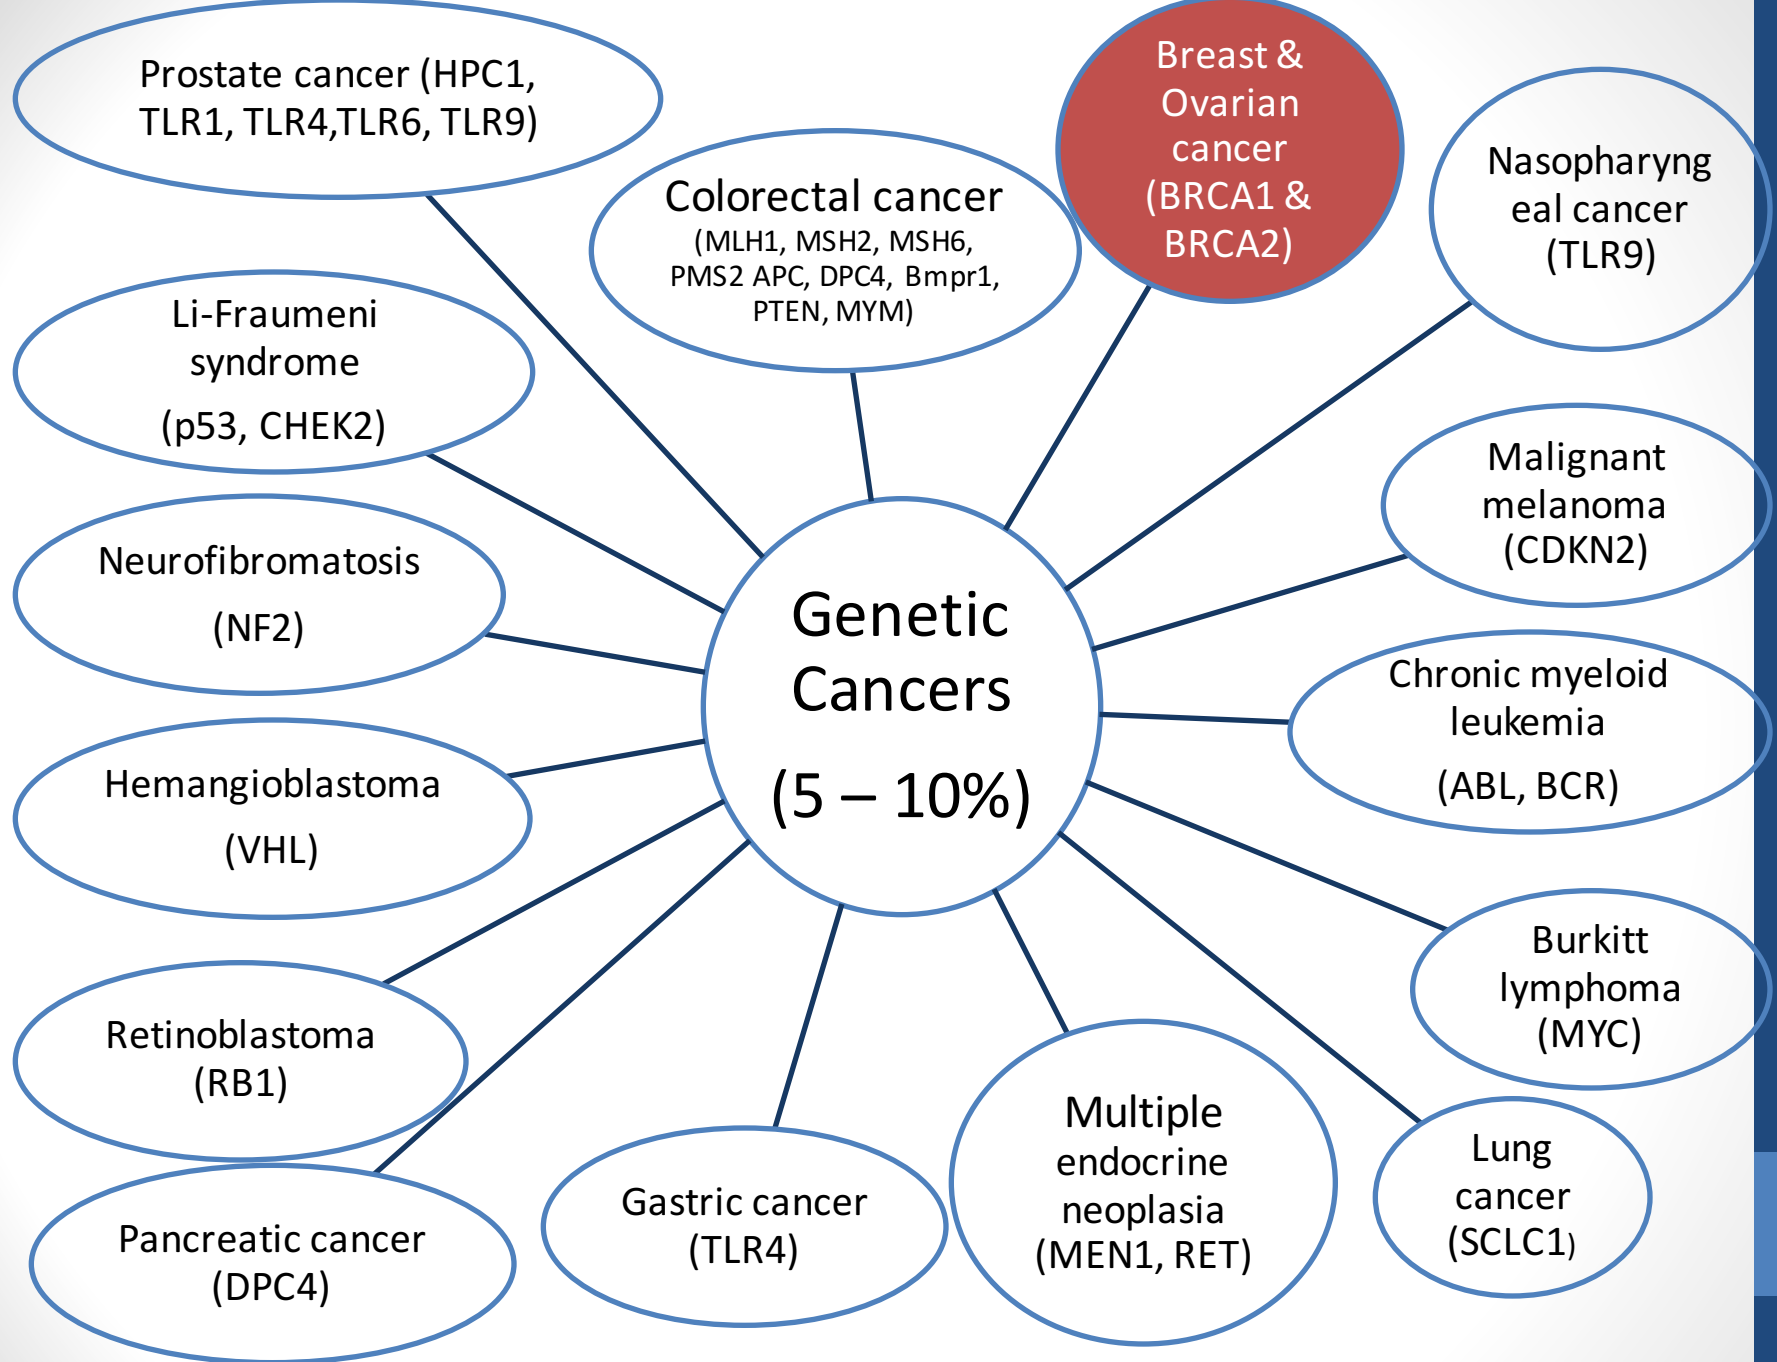 Prostate cancer (HPC1,
TLR1, TLR4,TLR6, TLR9)
Colorectal cancer
(MLH1, MSH2, MSH6,
PMS2 APC, DPC4, Bmpr1,
PTEN, MYM)
Breast &
Ovarian
cancer
(BRCA1 &
BRCA2)
Nasopharyng
eal cancer
(TLR9)
Li-Fraumeni
syndrome
(p53, CHEK2)
Malignant
melanoma
(CDKN2)
Neurofibromatosis
(NF2)
Genetic
Cancers
(5 – 10%)
Chronic myeloid
leukemia
(ABL, BCR)
Hemangioblastoma
(VHL)
Burkitt
lymphoma
(MYC)
Retinoblastoma
(RB1)
Multiple
endocrine
neoplasia
(MEN1, RET)
Lung
cancer
(SCLC1)
Gastric cancer
(TLR4)
Pancreatic cancer
(DPC4)